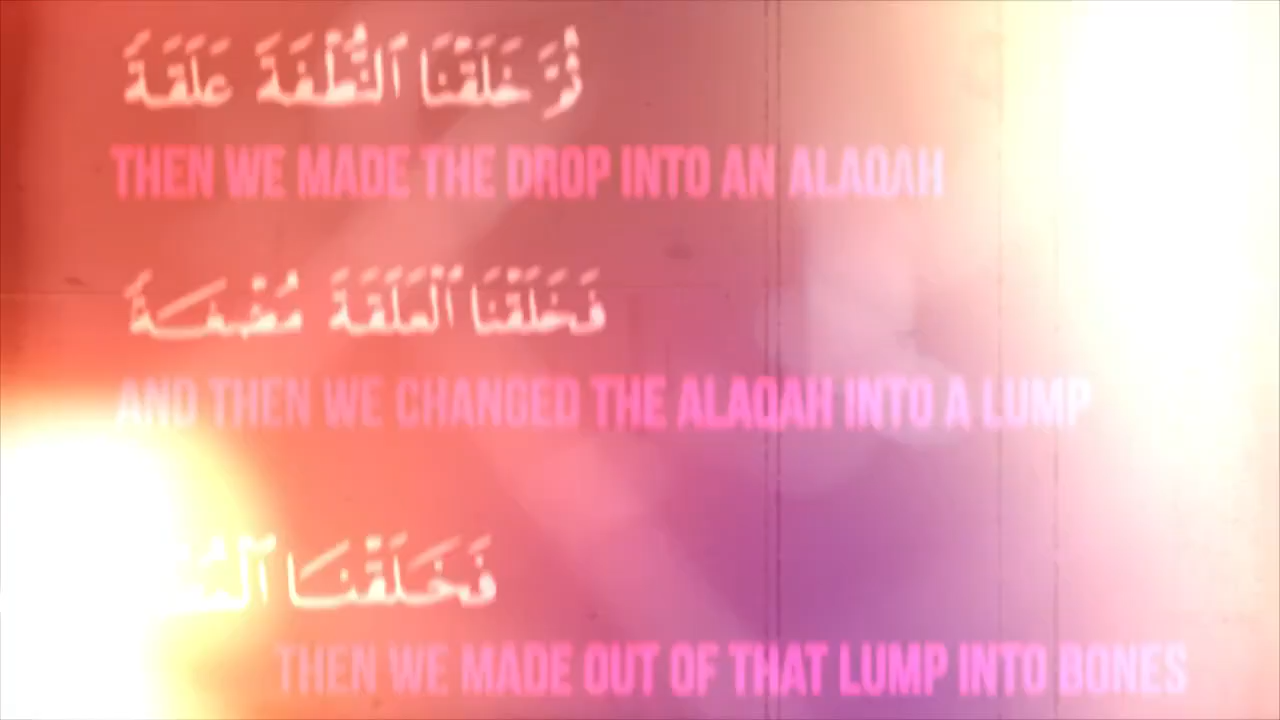 ثُمَّ خَلَقْنَا ٱلنُّطْفَةَ عَلَقَةً
THEN WE MADE THE DROP INTO AN ALAQAH
فَخَلَقْنَا ٱلْعَلَقَةَ مُضْغَةً
AND THEN WE CHANGED THE ALAQAH INTO A LUMP
فَخَلَقْنَا
THEN WE MADE OUT OF THAT LUMP INTO BONES